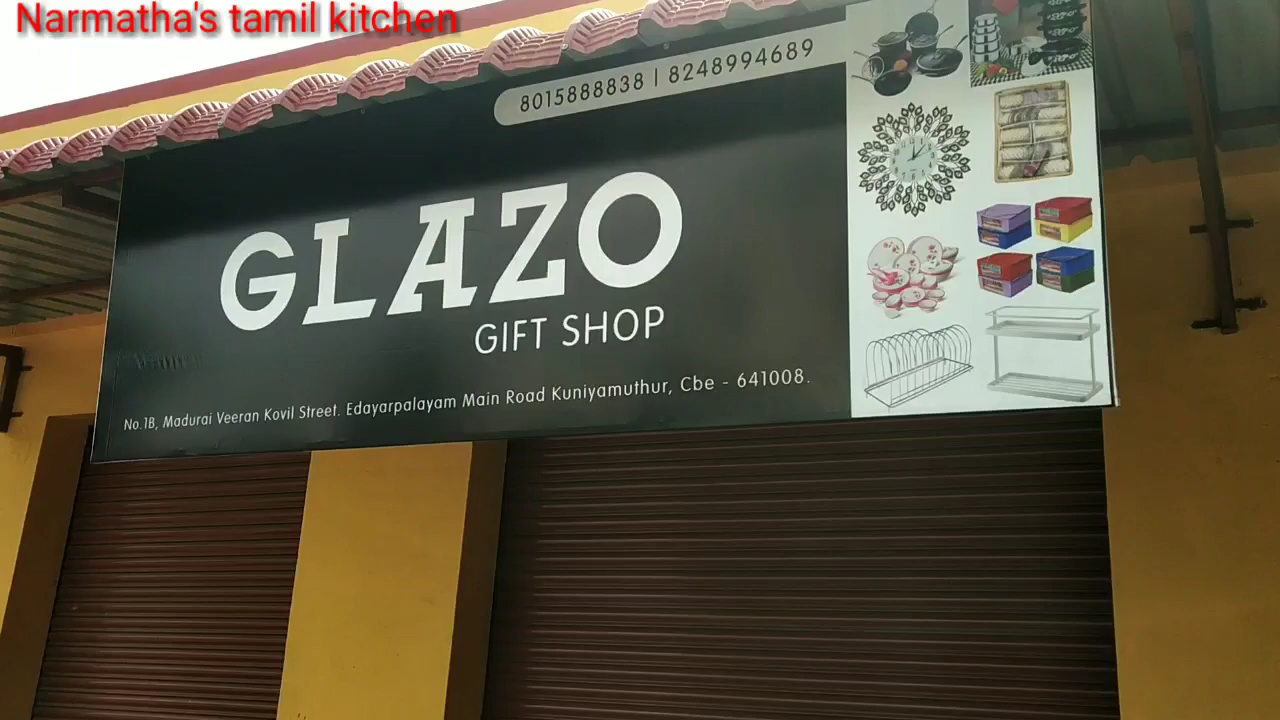 Narmatha's tamil kitchen
8015888838 | 8248994689
GLAZO
GIFT SHOP
No.1B, Madurai Veeran Kovil Street. Edayarpalayam Main Road Kuniyamuthur, Cbe - 641008.